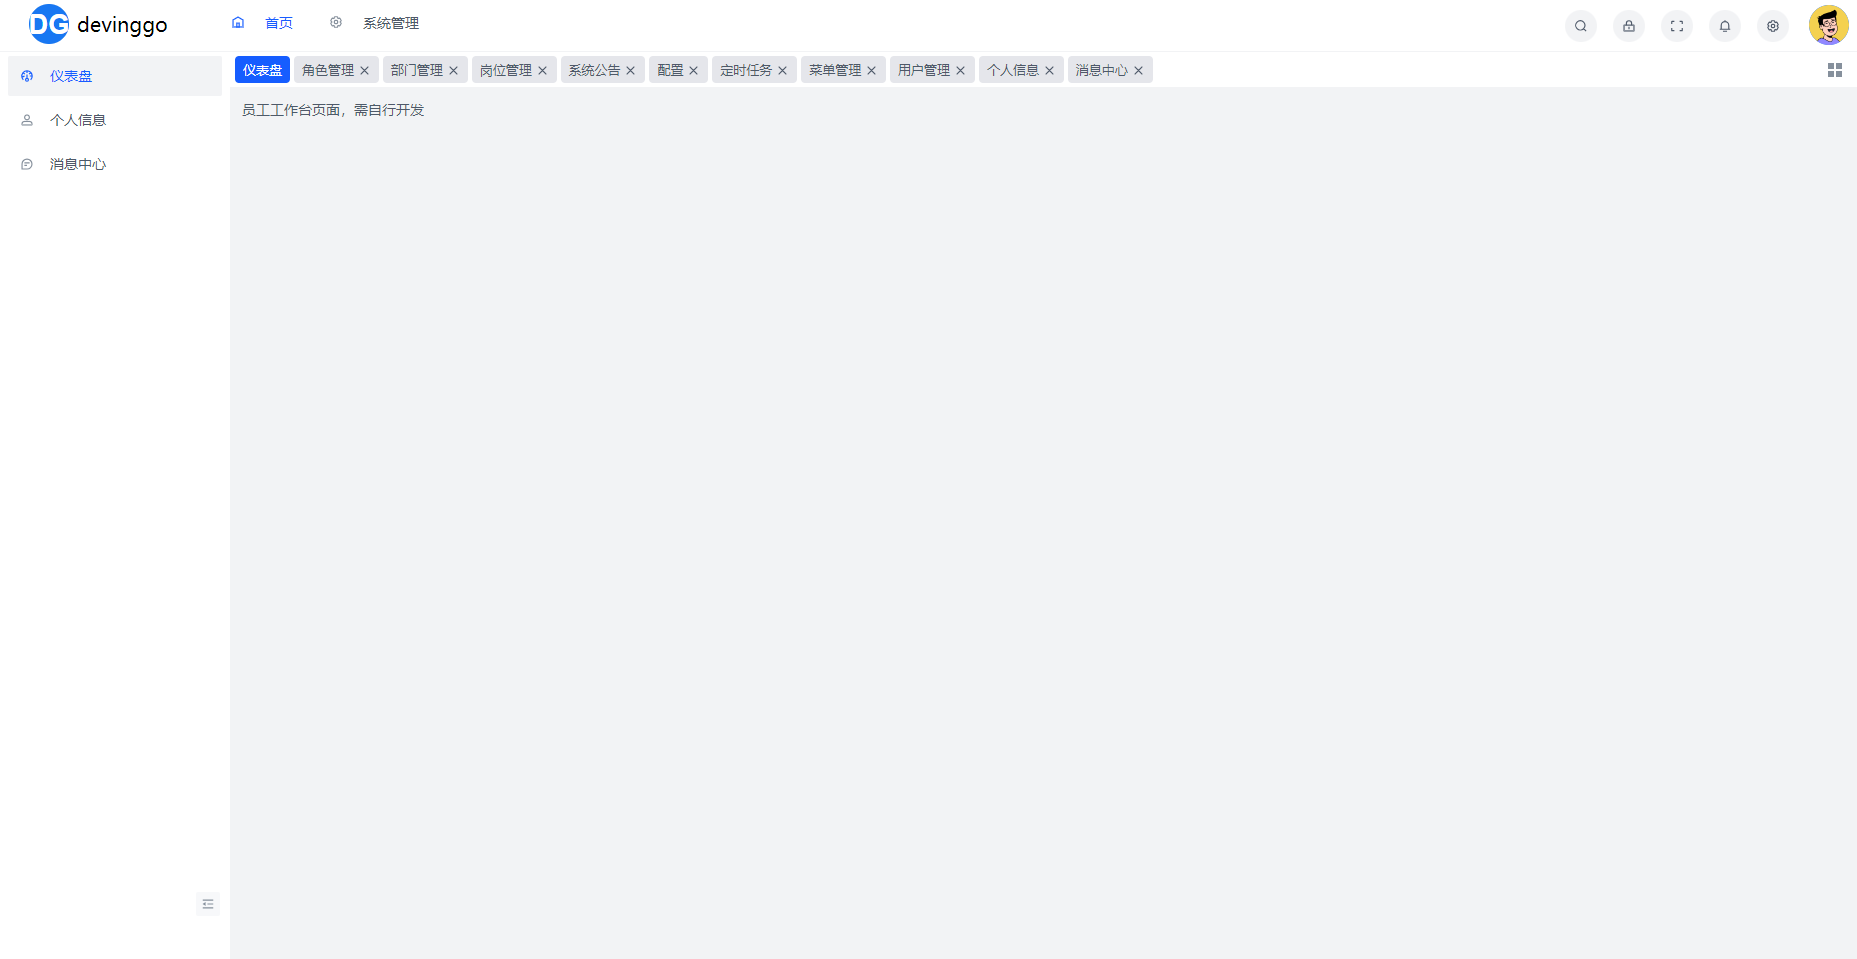 DG devinggo 首页 系统管理
仪表盘
个人信息
消息中心
仪表盘 角色管理 部门管理 岗位管理 系统公告 配置 定时任务 菜单管理 用户管理 个人信息 消息中心
员工工作台页面，需自行开发